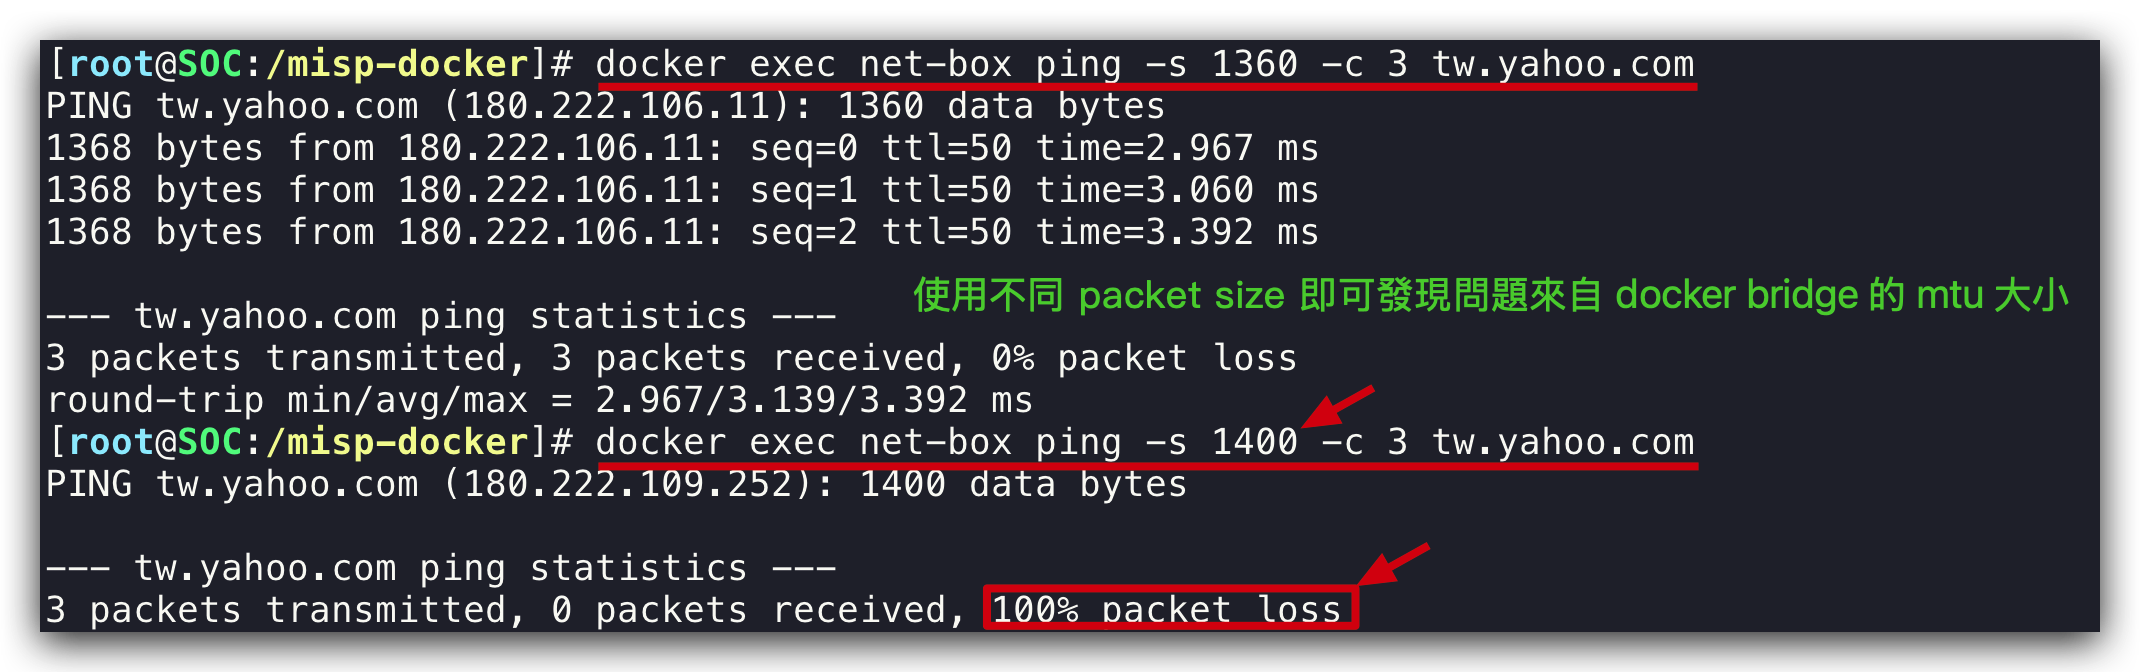 [root@SOC:/misp-docker]# docker exec net-box ping -s 1360 -c 3 tw.yahoo.com
PING tw.yahoo.com (180.222.106.11): 1360 data bytes
1368 bytes from 180.222.106.11: seq=0 ttl=50 time=2.967 ms
1368 bytes from 180.222.106.11: seq=1 ttl=50 time=3.060 ms
1368 bytes from 180.222.106.11: seq=2 ttl=50 time=3.392 ms
使用不同 packet size 即可發現問題來自 docker bridge 的 mtu 大小
--- tw.yahoo.com ping statistics ---
3 packets transmitted, 3 packets received, 0% packet loss
round-trip min/avg/max = 2.967/3.139/3.392 ms
[root@SOC:/misp-docker]# docker exec net-box ping -s 1400 -c 3 tw.yahoo.com
PING tw.yahoo.com (180.222.109.252): 1400 data bytes
--- tw.yahoo.com ping statistics ---
3 packets transmitted, 0 packets received, 100% packet loss